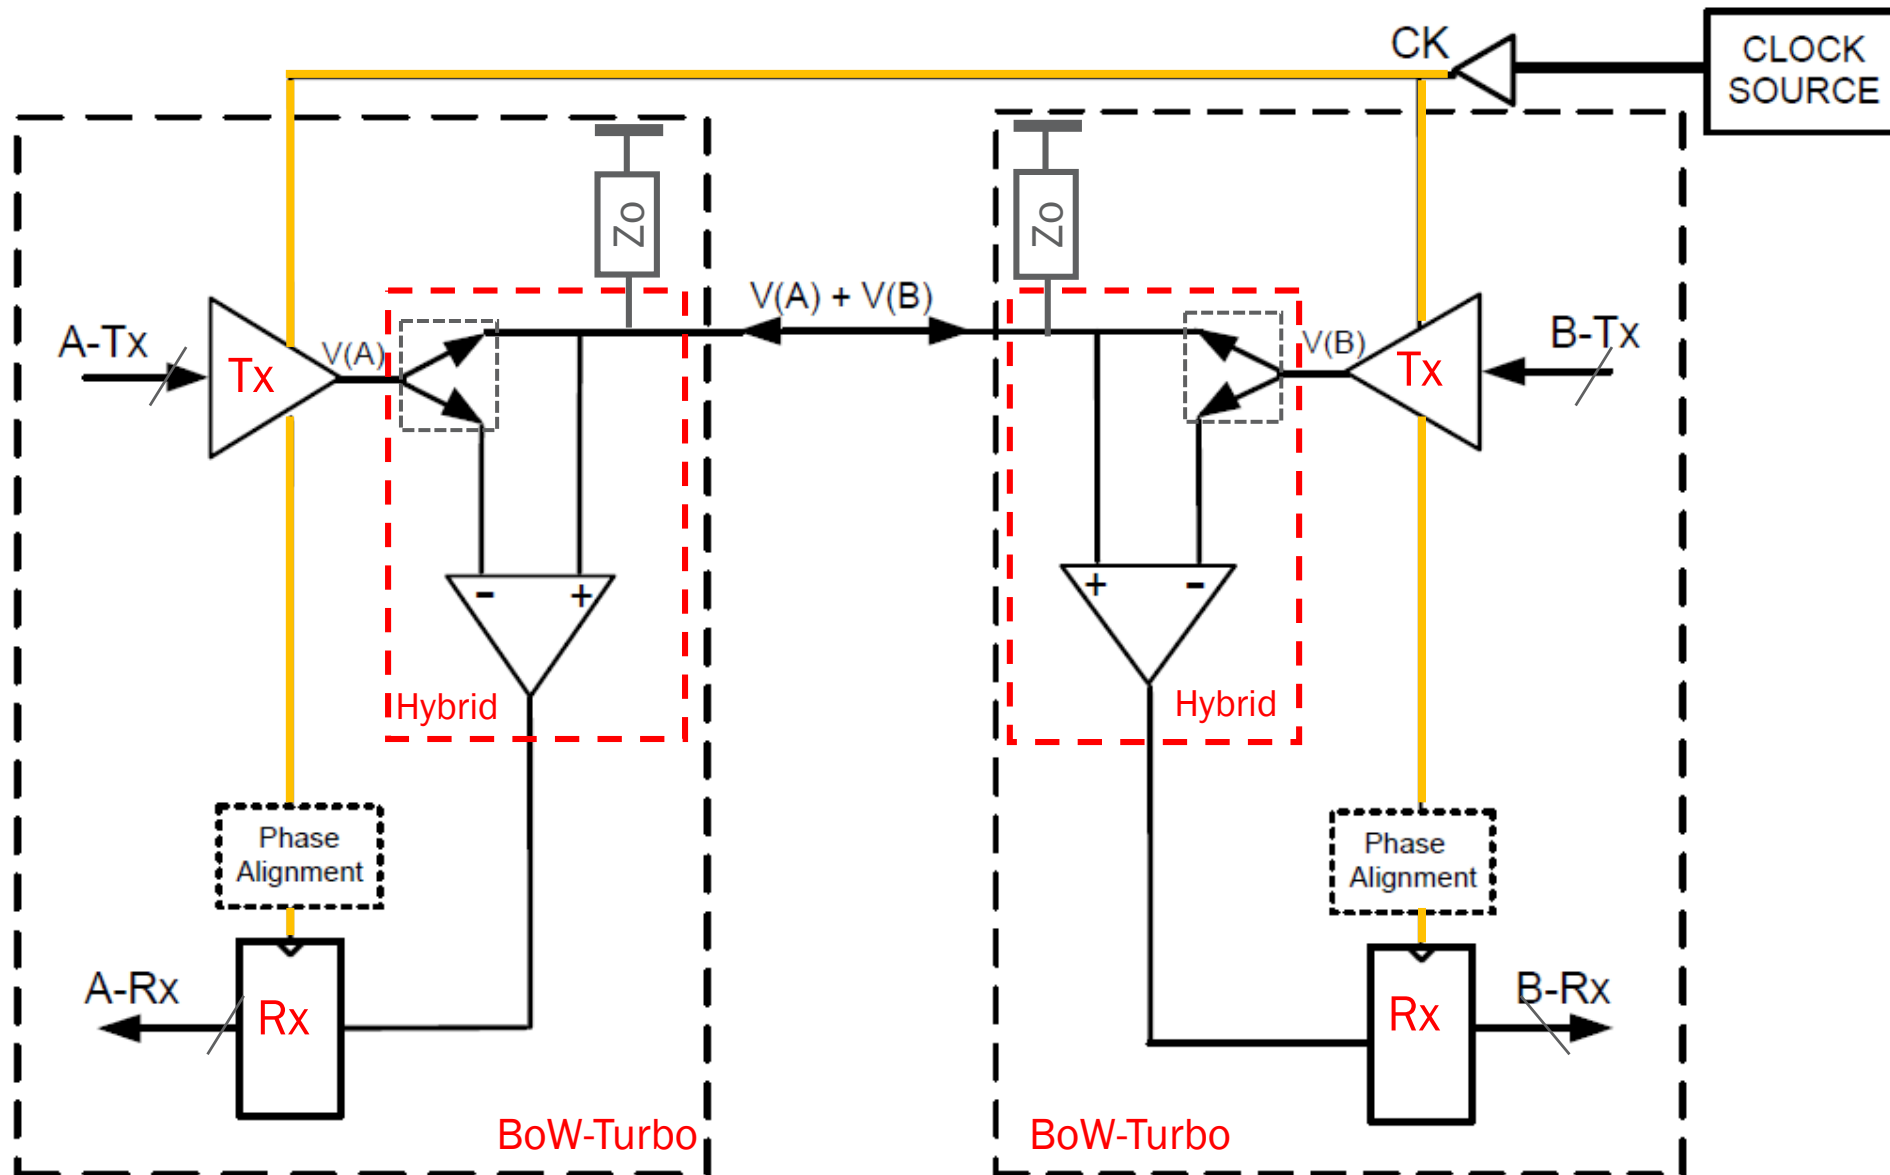 CK
CLOCK
SOURCE
Zo
Zo
V(A) + V(B)
A-Tx
Tx
V(A)
V(B)
Tx
B-Tx
- +
+ -
Hybrid
Hybrid
Phase
Alignment
Phase
Alignment
A-Rx
Rx
Rx
B-Rx
BoW-Turbo
BoW-Turbo